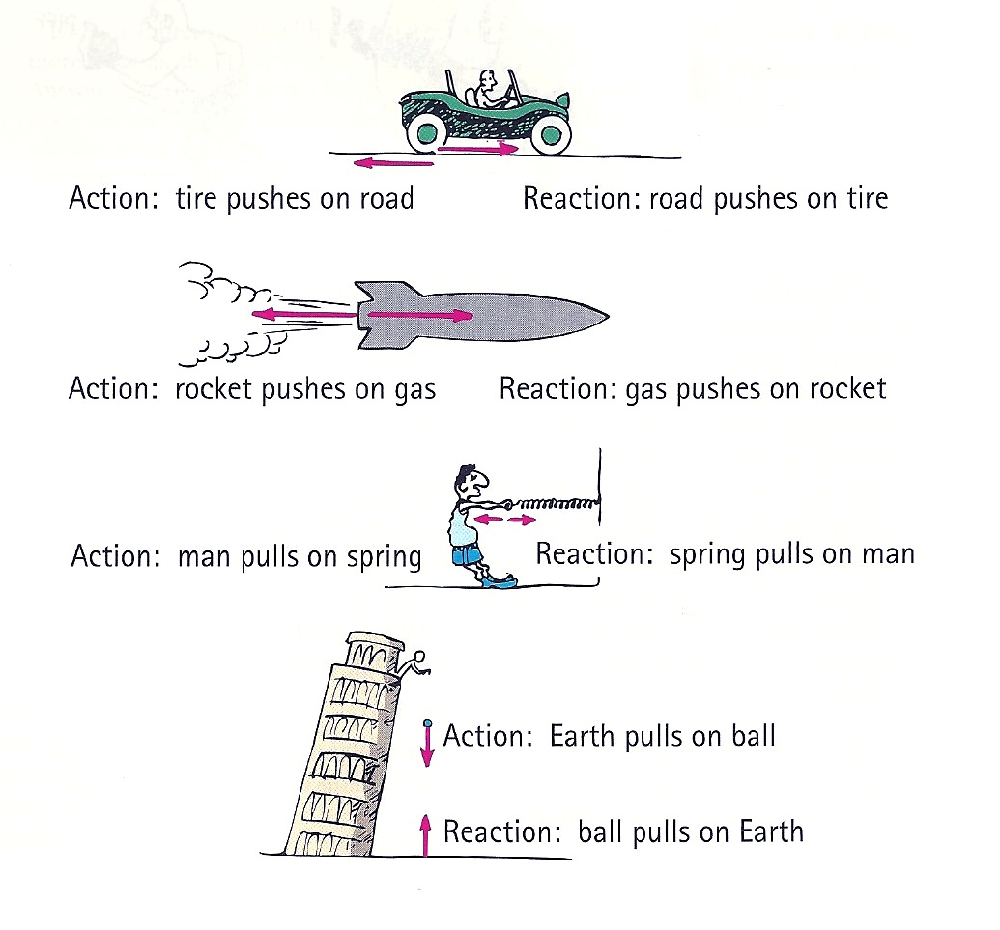 Action: tire pushes on road
Reaction: road pushes on tire
Action: rocket pushes on gas
Reaction: gas pushes on rocket
Action: man pulls on spring
Reaction: spring pulls on man
Action: Earth pulls on ball
Reaction: ball pulls on Earth